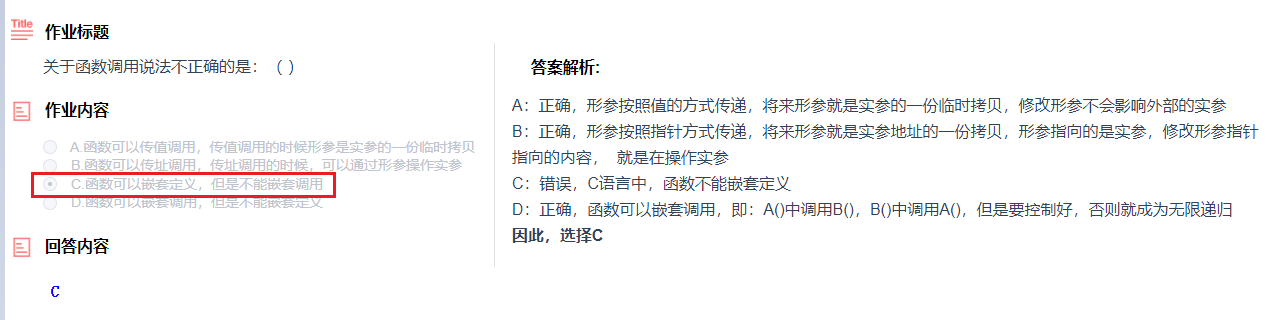 Title
作业标题
关于函数调用说法不正确的是：（ ）
作业内容
A.函数可以传值调用，传值调用的时候形参是实参的一份临时拷贝
B.函数可以传址调用，传址调用的时候，可以通过形参操作实参
C.函数可以嵌套定义，但是不能嵌套调用
D.函数可以嵌套调用，但是不能嵌套定义
回答内容
C
答案解析：
A：正确，形参按照值的方式传递，将来形参就是实参的一份临时拷贝，修改形参不会影响外部的实参
B：正确，形参按照指针方式传递，将来形参就是实参地址的一份拷贝，形参指向的是实参，修改形参指针
指向的内容， 就是在操作实参
C：错误，C语言中，函数不能嵌套定义
D：正确，函数可以嵌套调用，即：A()中调用B()，B()中调用A()，但是要控制好，否则就成为无限递归
因此，选择C